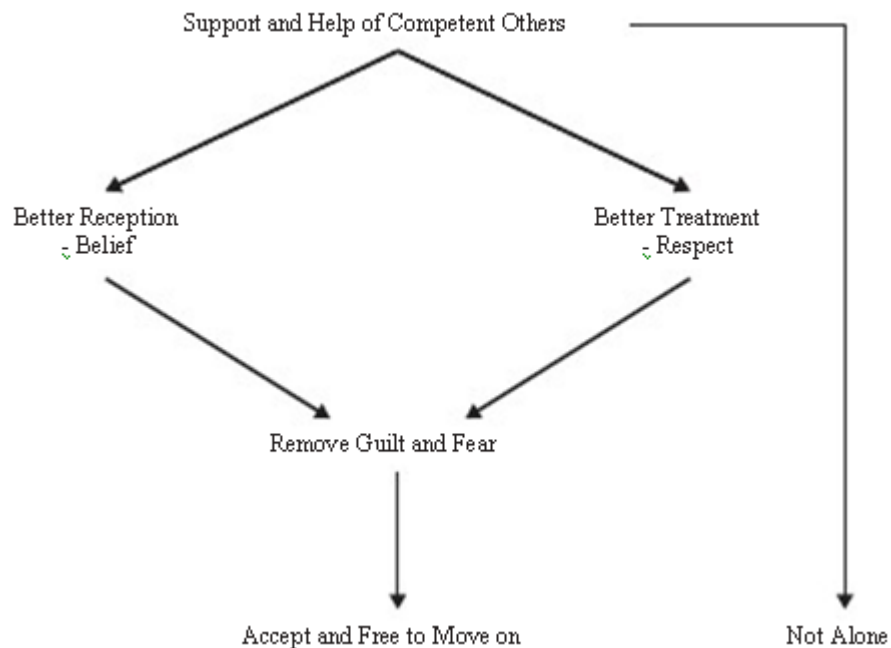 Support and Help of Competent Others
Better Reception
- Belief
Better Treatment
- Respect
Remove Guilt and Fear
Accept and Free to Move on
Not Alone